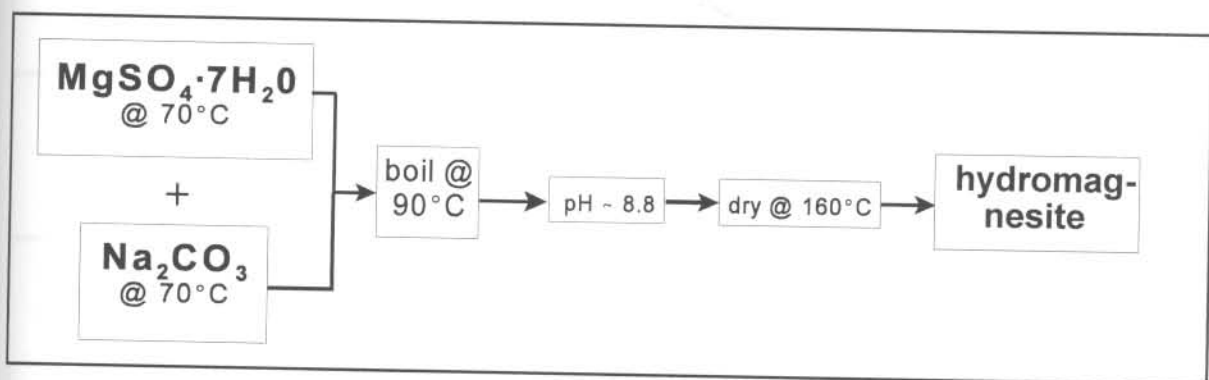 MgSO₄·7H₂0
@ 70°C
+
Na₂CO₃
@ 70°C
boil @
90°C
pH ~ 8.8
dry @ 160°C
hydromag-
nesite